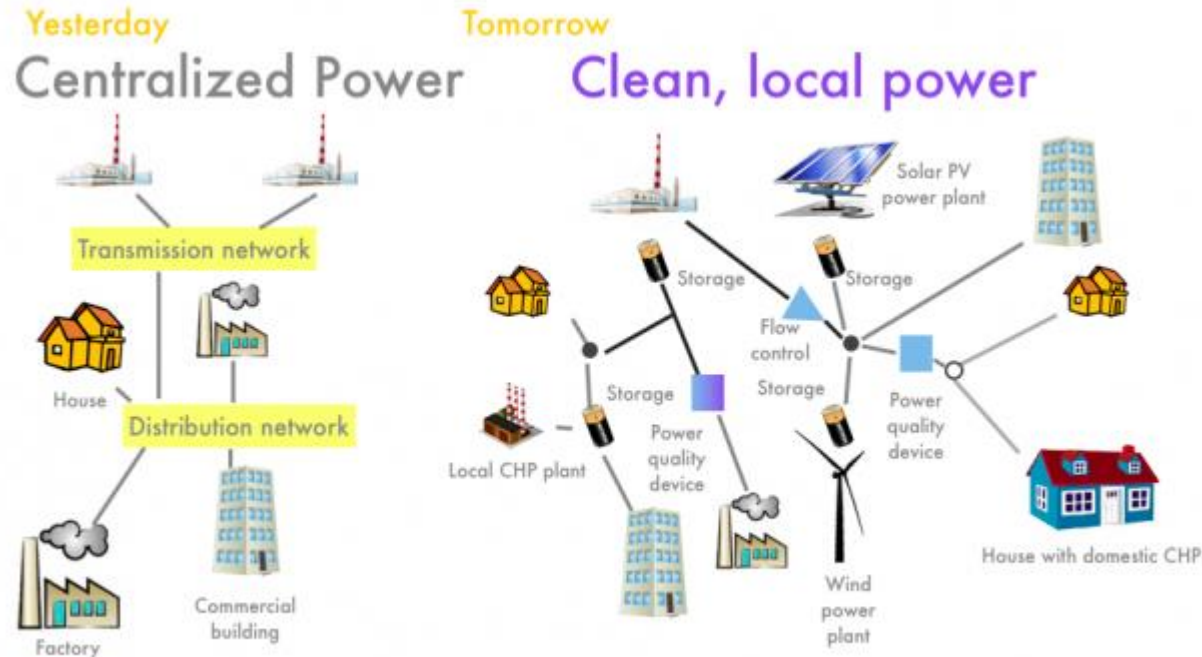 Yesterday
Centralized Power
Transmission network
House
Distribution network
Commercial
building
Factory
Tomorrow
Clean, local power
Solar PV
power plant
Storage
Storage
Flow
control
Storage
Storage
Power
quality
device
Power
quality
device
Local CHP plant
House with domestic CHP
Wind
power
plant